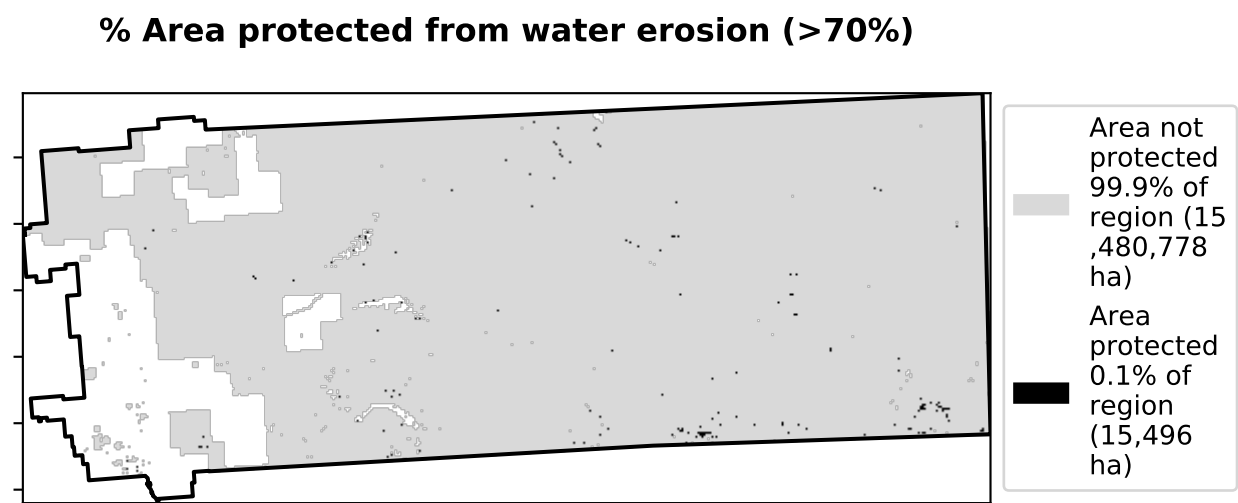 % Area protected from water erosion (>70%)
Area not
protected
99.9% of
region (15
,480,778
ha)
Area
protected
0.1% of
region
(15,496
ha)